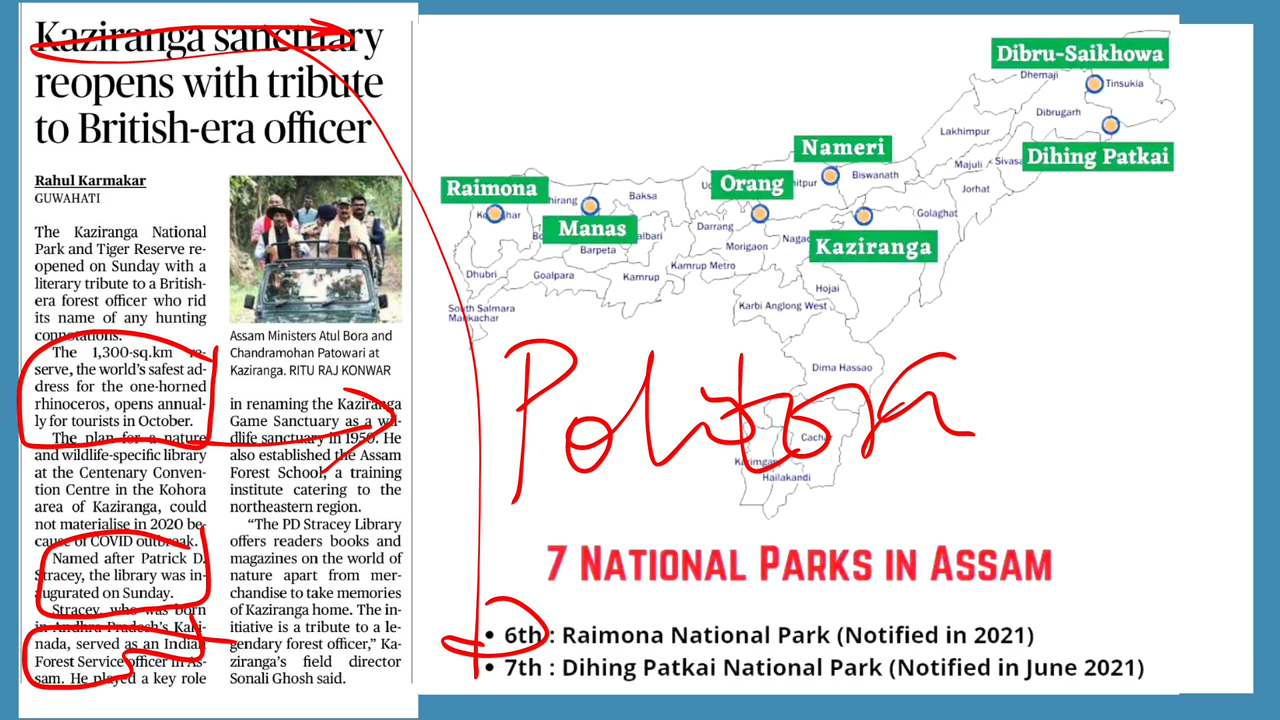 Kaziranga sanctuary
reopens with tribute
to British-era officer
Rahul Karmakar
GUWAHATI
The Kaziranga National
Park and Tiger Reserve re-
opened on Sunday with a
literary tribute to a British-
era forest officer who rid
its name of any hunting
connotations.
The 1,300-sq.km re-
serve, the world's safest ad-
dress for the one-horned
rhinoceros, opens annual-
ly for tourists in October.
The plan for a nature
and wildlife-specific library
at the Centenary Conven-
tion Centre in the Kohora
area of Kaziranga, could
not materialise in 2020 be-
cause of COVID outbreak.
Named after Patrick D.
Stracey, the library was in-
augurated on Sunday.
Stracey, who was born
in Andhra Pradesh's Kaki-
nada, served as an Indian
Forest Service officer in As-
sam. He played a key role
Assam Ministers Atul Bora and
Chandramohan Patowari at
Kaziranga. RITU RAJ KONWAR
in renaming the Kaziranga
Game Sanctuary as a wil-
dlife sanctuary in 1950. He
also established the Assam
Forest School, a training
institute catering to the
northeastern region.
"The PD Stracey Library
offers readers books and
magazines on the world of
nature apart from mer-
chandise to take memories
of Kaziranga home. The in-
itiative is a tribute to a le-
gendary forest officer," Ka-
ziranga's field director
Sonali Ghosh said.
Dibru-Saikhowa
Dhemaji
Tinsukia
Dibrugarh
Lakhimpur
Dihing Patkai
Nameri
Majuli
Biswanath
Jorhat
Orang
Raimona
Baksa
Golaghat
Manas
Darrang
Kaziranga
Barpeta
Morigaon
Kamrup Metro
Dhubri
Goalpara
Kamrup
Hojai
South Salmara
Mankachar
Karbi Anglong West
Dima Hassao
Hailakandi
7 NATIONAL PARKS IN ASSAM
• 6th : Raimona National Park (Notified in 2021)
• 7th : Dihing Patkai National Park (Notified in June 2021)